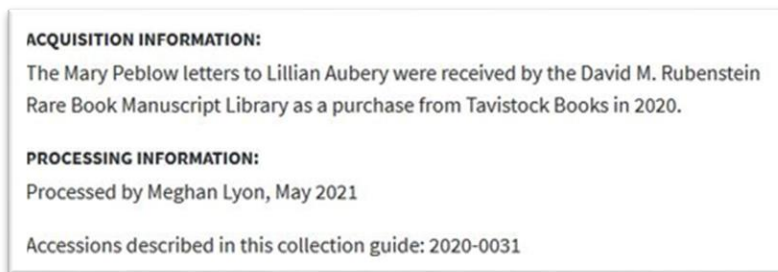 ACQUISITION INFORMATION:
The Mary Peblow letters to Lillian Aubery were received by the David M. Rubenstein
Rare Book Manuscript Library as a purchase from Tavistock Books in 2020.
PROCESSING INFORMATION:
Processed by Meghan Lyon, May 2021
Accessions described in this collection guide: 2020-0031